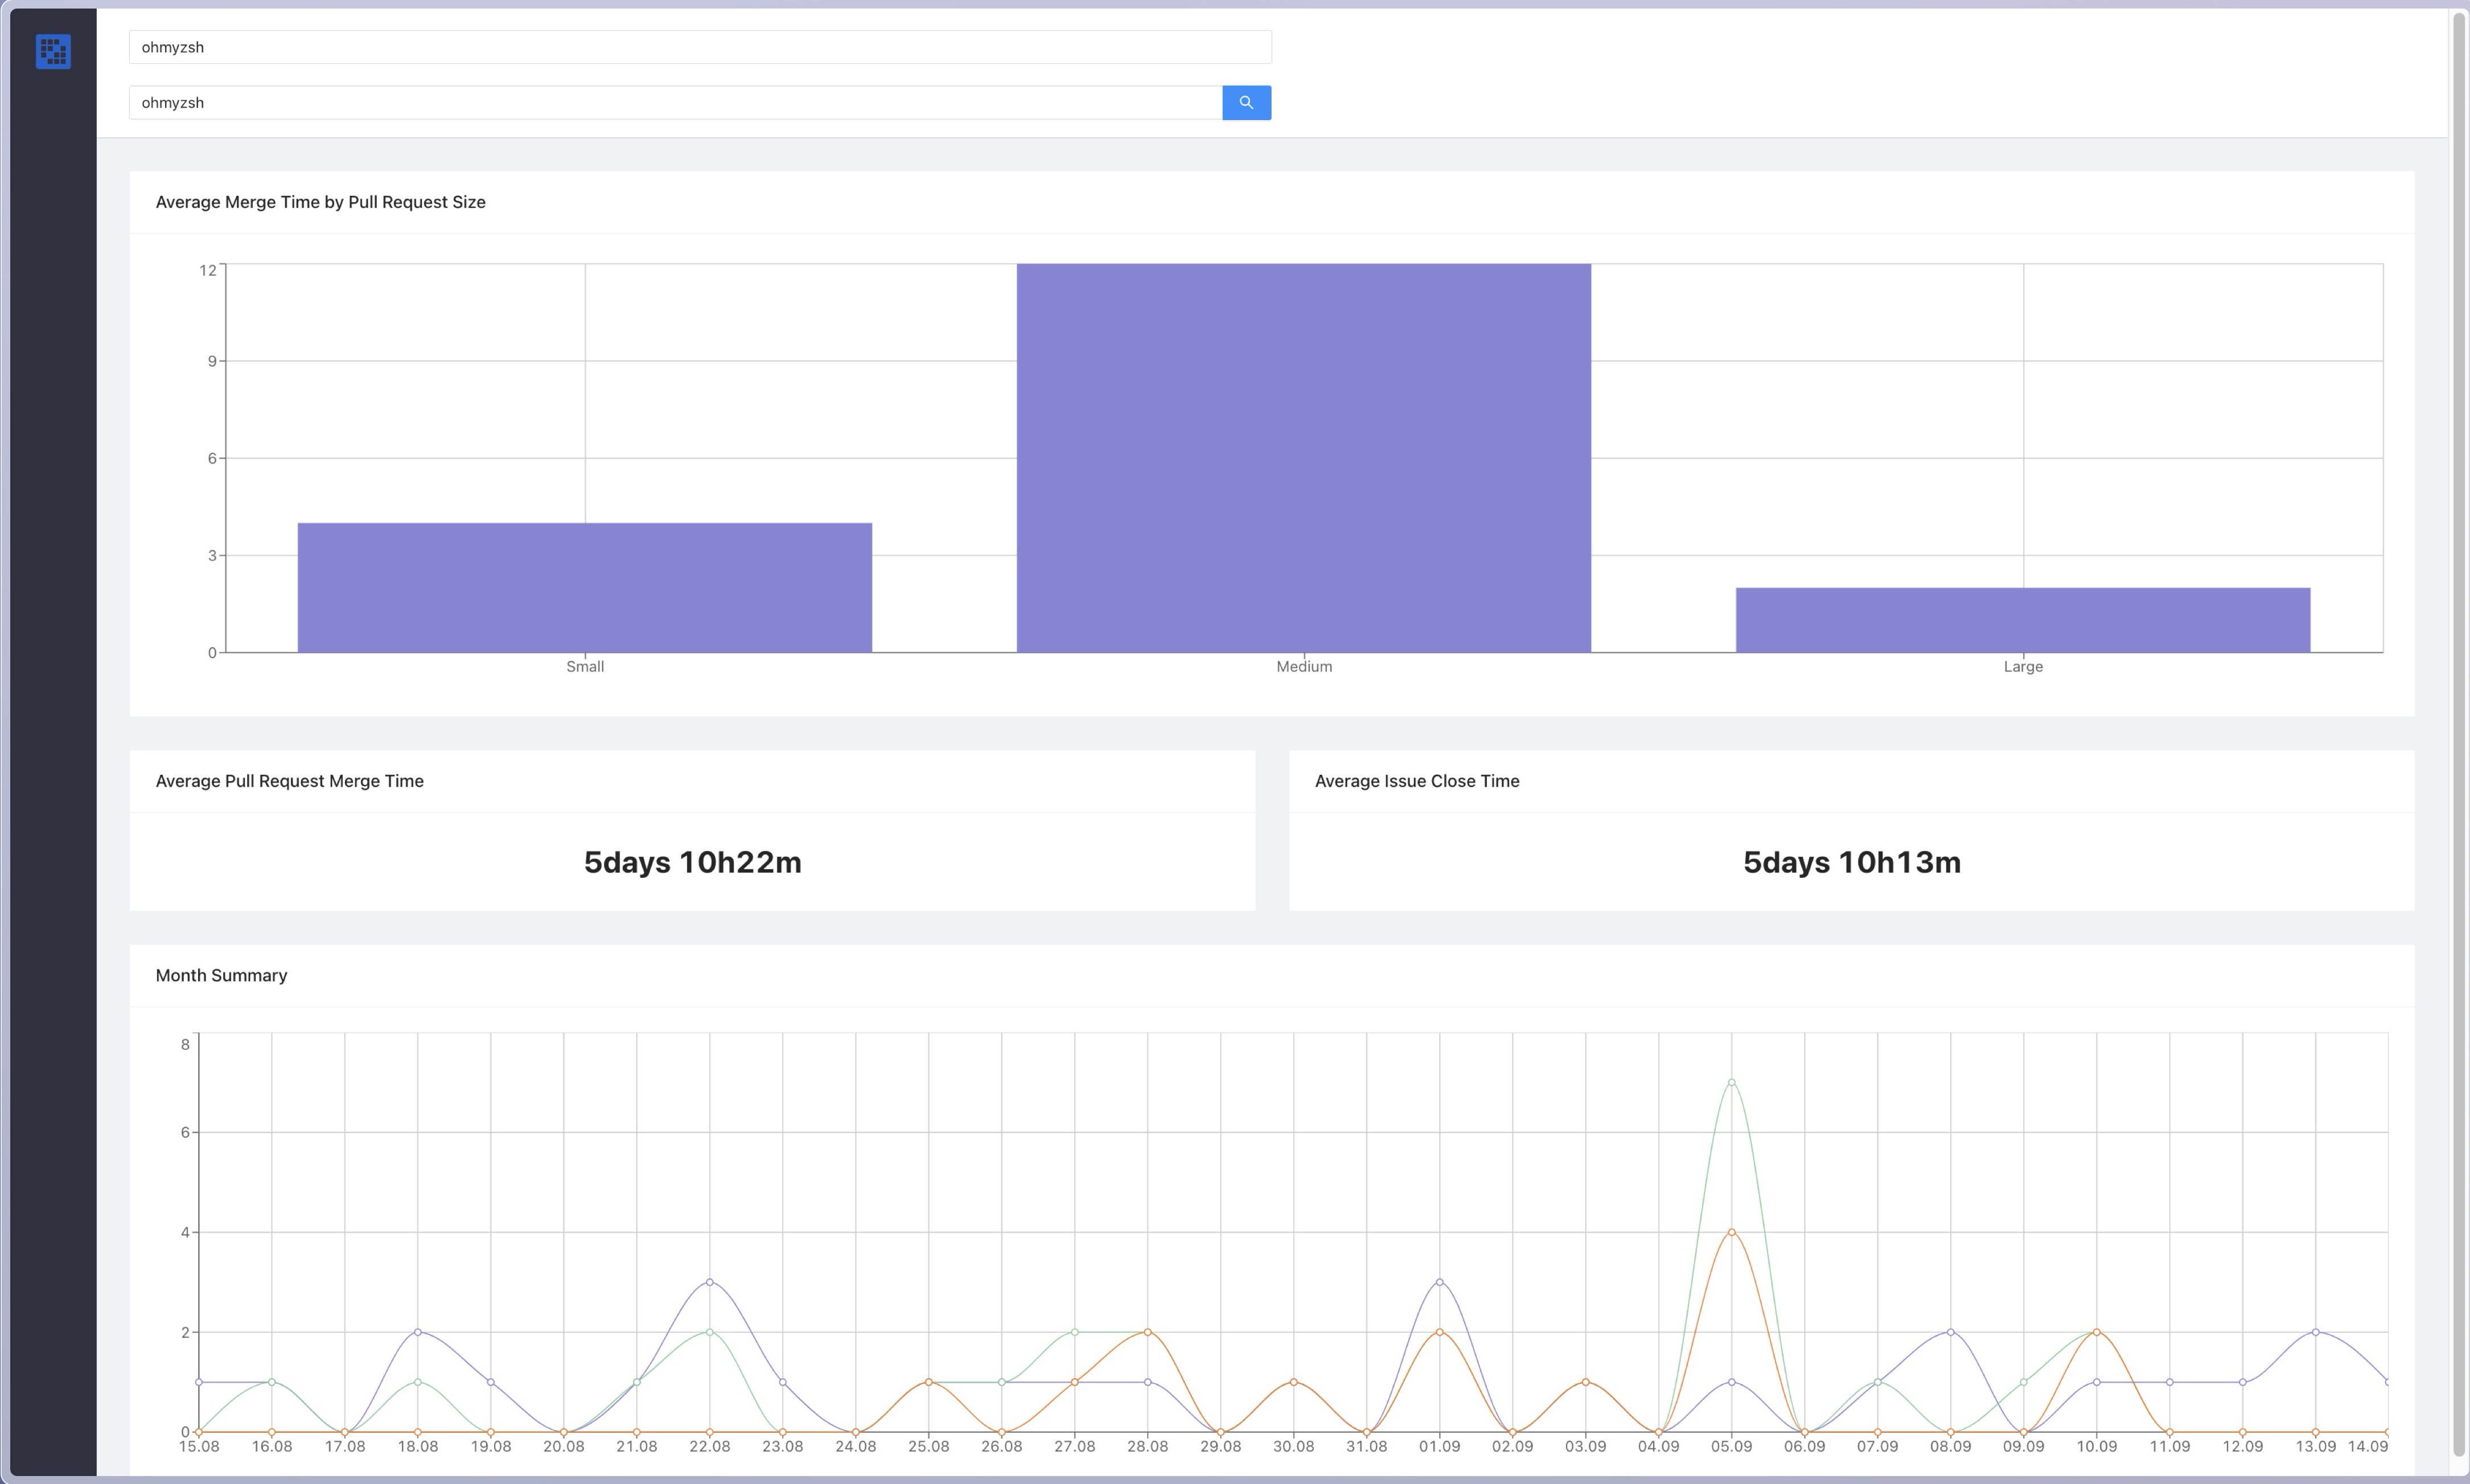 ohmyzsh
ohmyzsh
Average Merge Time by Pull Request Size
12
9
6
3
0
Small Medium Large
Average Pull Request Merge Time
5days 10h22m
Average Issue Close Time
5days 10h13m
Month Summary
8
6
4
2
0
15.08 16.08 17.08 18.08 19.08 20.08 21.08 22.08 23.08 24.08 25.08 26.08 27.08 28.08 29.08 30.08 31.08 01.09 02.09 03.09 04.09 05.09 06.09 07.09 08.09 09.09 10.09 11.09 12.09 13.09 14.09